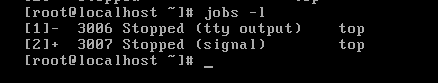 [root@localhost ~]# jobs -l
[1]-  3006 Stopped (tty output)     top
[2]+  3007 Stopped (signal)         top
[root@localhost ~]# _